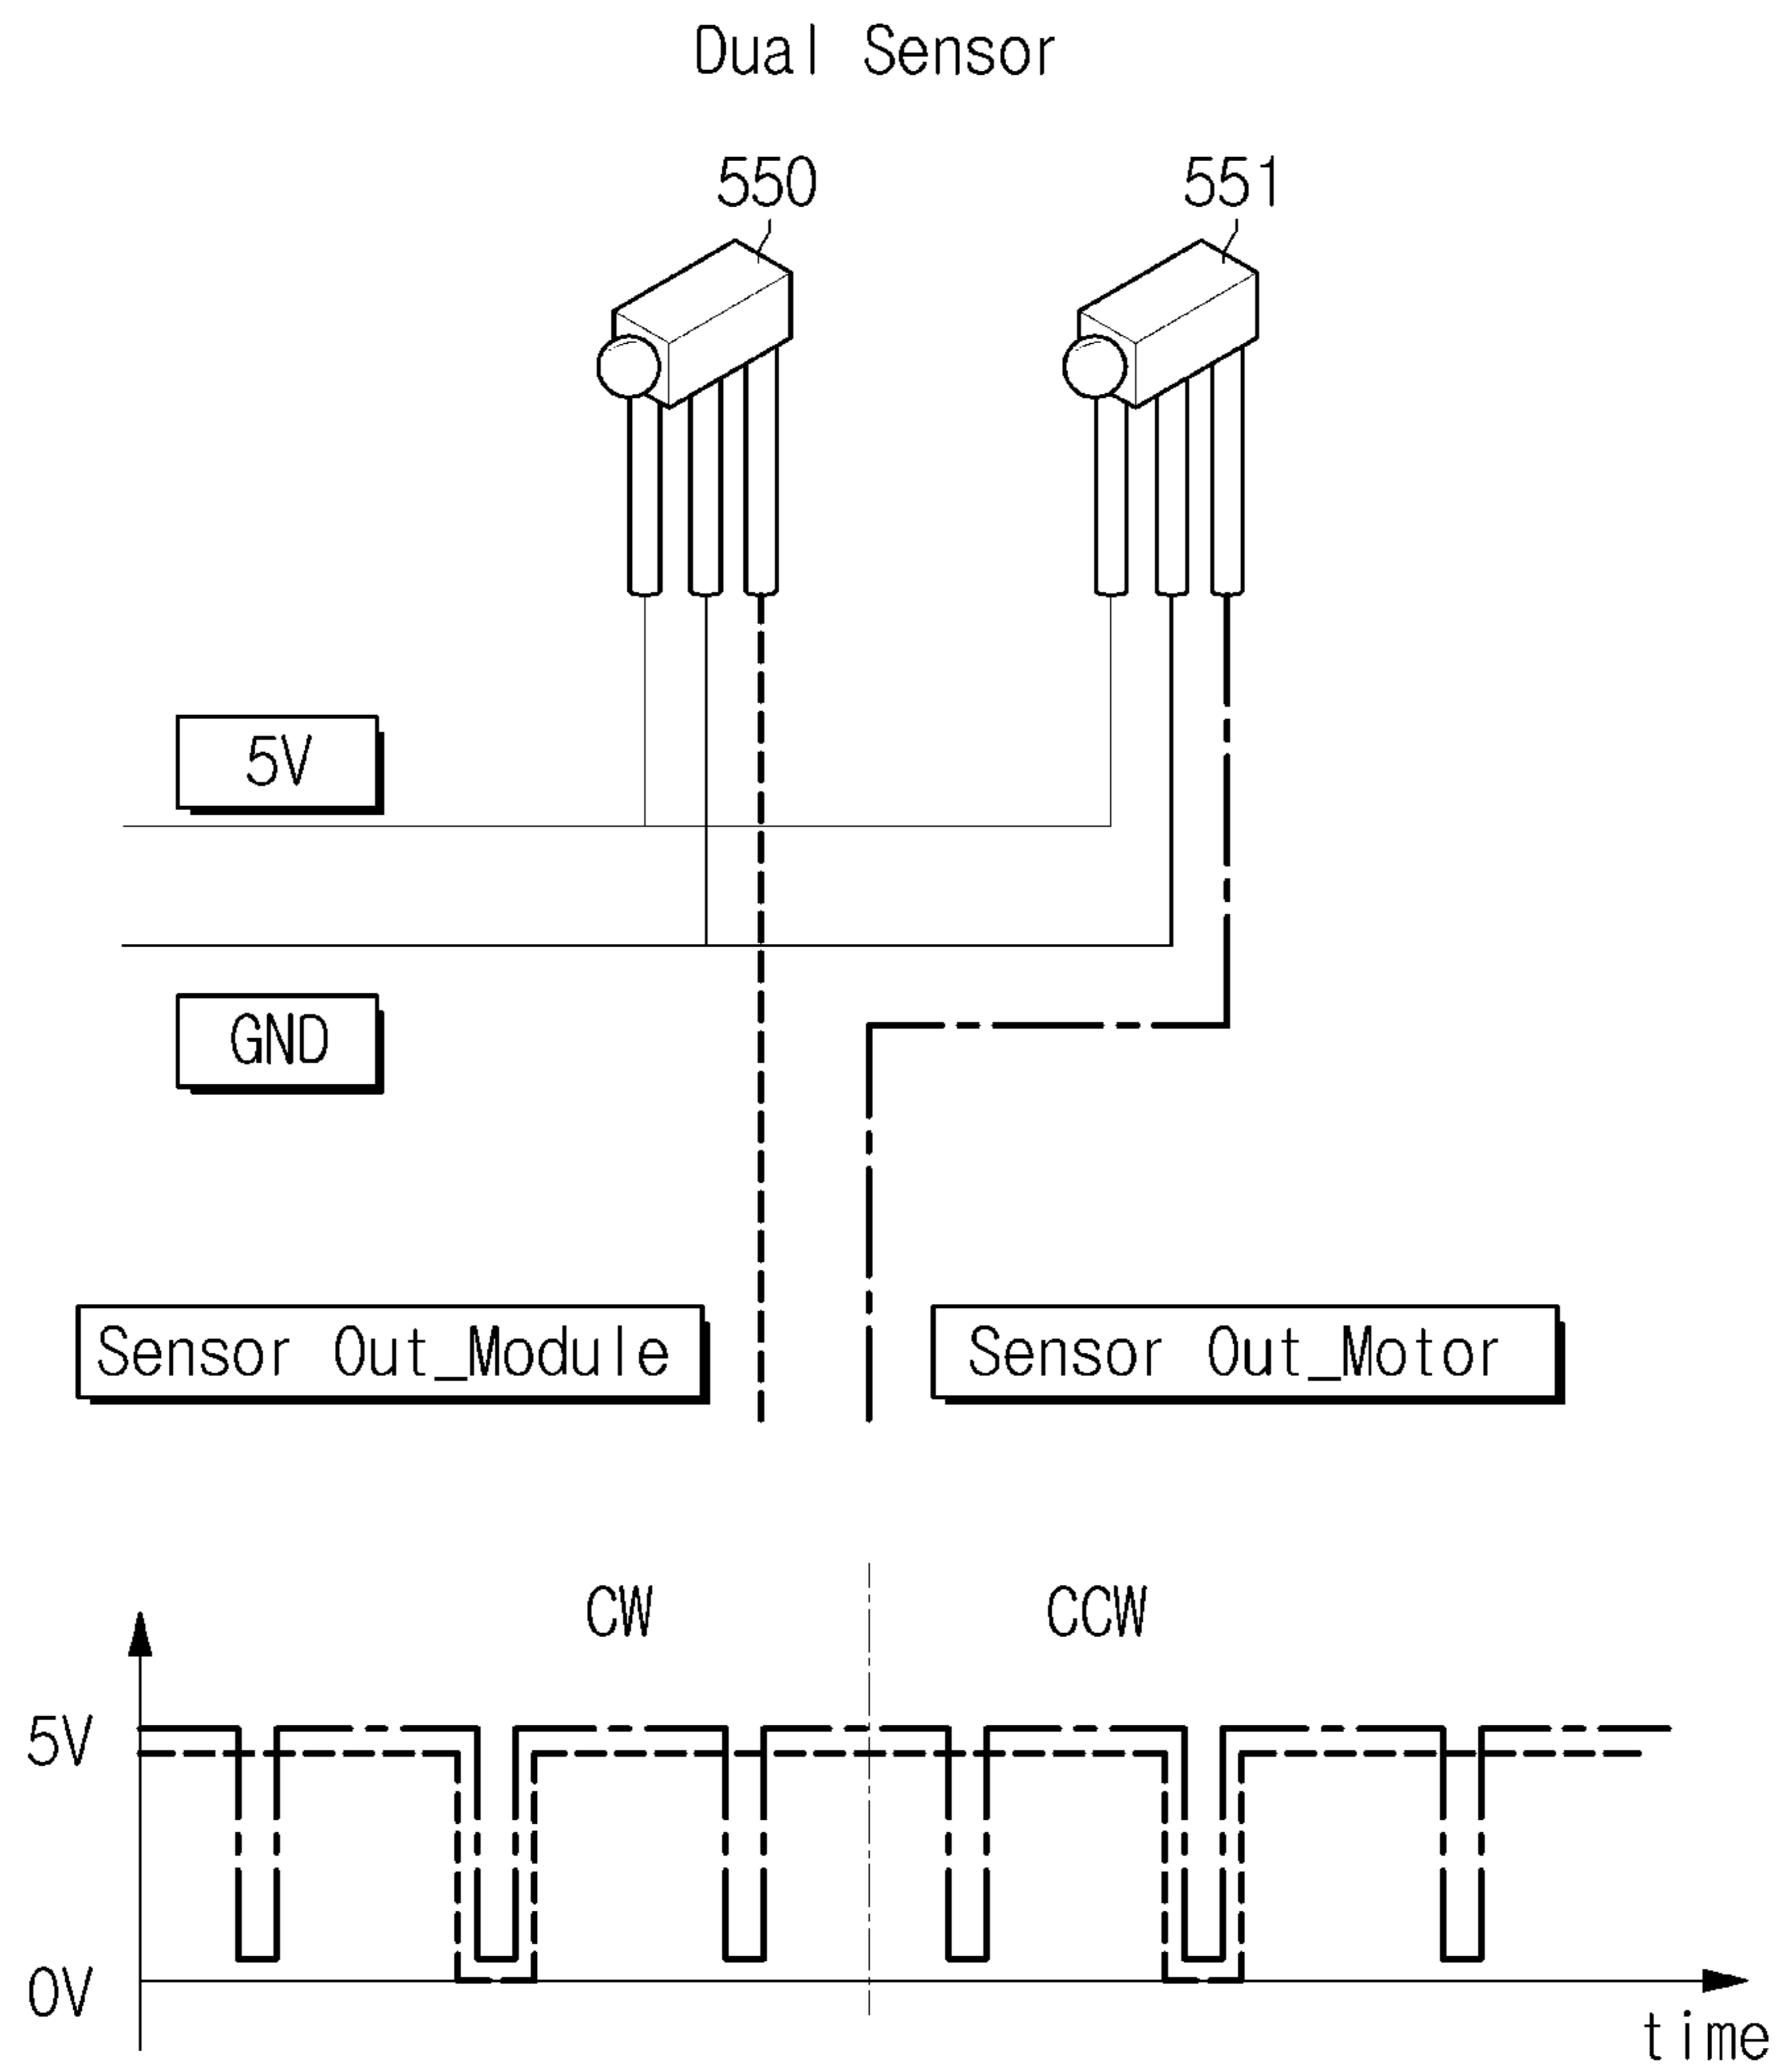 Dual Sensor
550
551
5V
GND
Sensor Out_Module
Sensor Out_Motor
CW
CCW
5V
0V
time